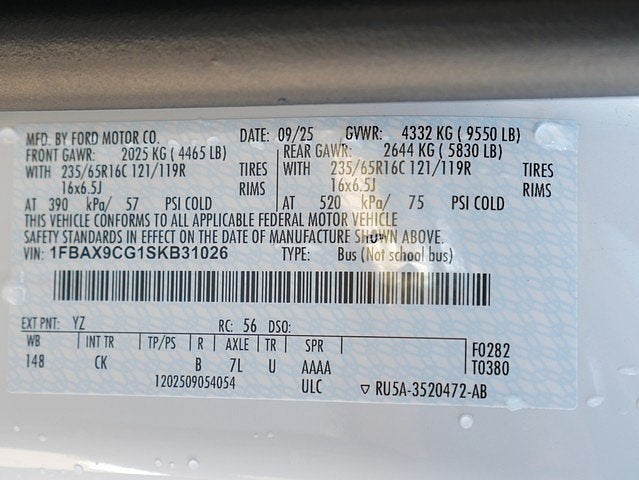 MFD. BY FORD MOTOR CO. DATE: 09/25 GVWR: 4332 KG ( 9550 LB)
FRONT GAWR: 2025 KG ( 4465 LB) REAR GAWR: 2644 KG ( 5830 LB)
WITH 235/65R16C 121/119R TIRES WITH 235/65R16C 121/119R TIRES
16x6.5J RIMS 16x6.5J RIMS
AT 390 kPa/ 57 PSI COLD AT 520 kPa/ 75 PSI COLD
THIS VEHICLE CONFORMS TO ALL APPLICABLE FEDERAL MOTOR VEHICLE
SAFETY STANDARDS IN EFFECT ON THE DATE OF MANUFACTURE SHOWN ABOVE.
VIN: 1FBAX9CG1SKB31026 TYPE: Bus (Not school bus)
EXT PNT: YZ RC: 56 DSO:
WB INT TR TP/PS R AXLE TR SPR F0282
148 CK B 7L U AAAA T0380
1202509054054 ULC ▽ RU5A-3520472-AB